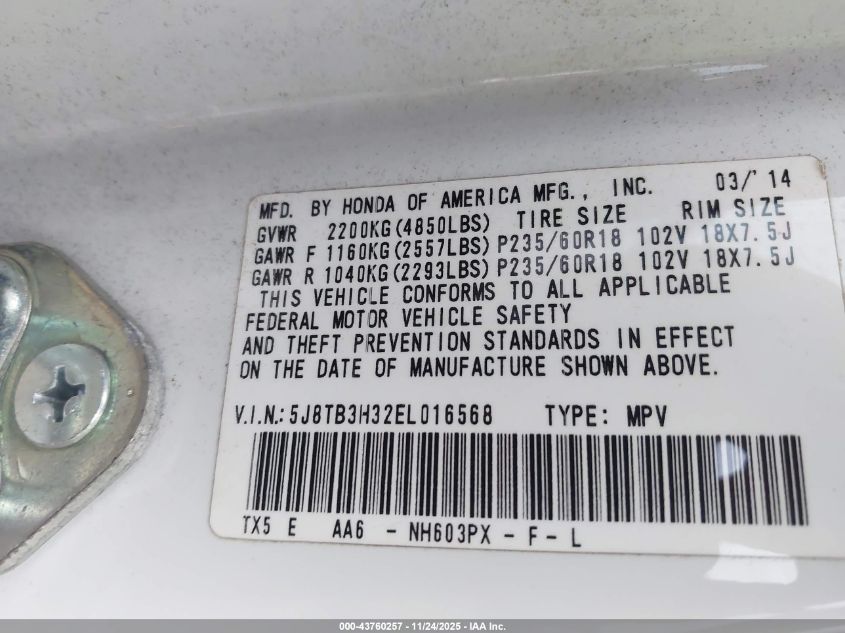 MFD. BY HONDA OF AMERICA MFG., INC. 03/'14
GVWR 2200KG(4850LBS) TIRE SIZE RIM SIZE
GAWR F 1160KG(2557LBS) P235/60R18 102V 18X7.5J
GAWR R 1040KG(2293LBS) P235/60R18 102V 18X7.5J
THIS VEHICLE CONFORMS TO ALL APPLICABLE
FEDERAL MOTOR VEHICLE SAFETY
AND THEFT PREVENTION STANDARDS IN EFFECT
ON THE DATE OF MANUFACTURE SHOWN ABOVE.
V.I.N.: 5J8TB3H32EL016568 TYPE: MPV
TX5 E AA6 - NH603PX - F - L
000-43760257 - 11/24/2025 - IAA Inc.